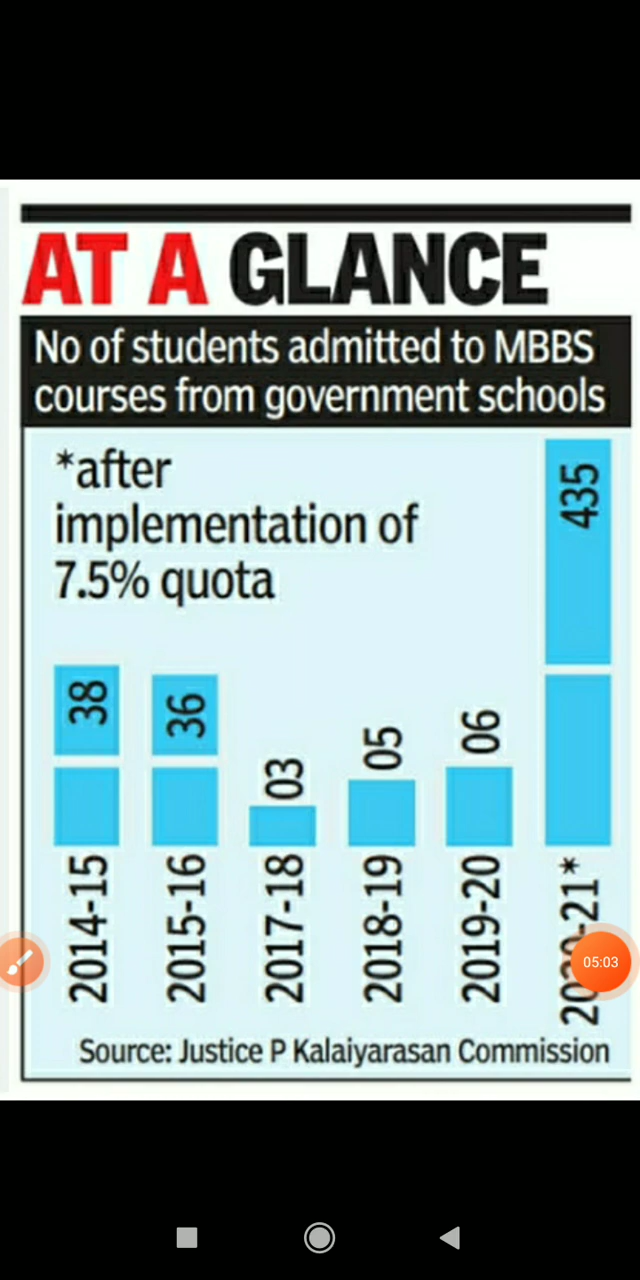 AT A GLANCE
No of students admitted to MBBS
courses from government schools
*after
implementation of
7.5% quota
38
36
03
05
06
435
2014-15
2015-16
2017-18
2018-19
2019-20
2020-21*
05:03
Source: Justice P Kalaiyarasan Commission